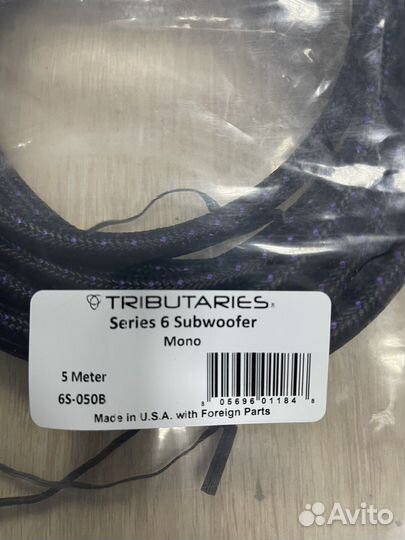 TRIBUTARIES®
Series 6 Subwoofer
Mono
5 Meter
6S-050B
8 05696 01184 8
Made in U.S.A. with Foreign Parts
Avito